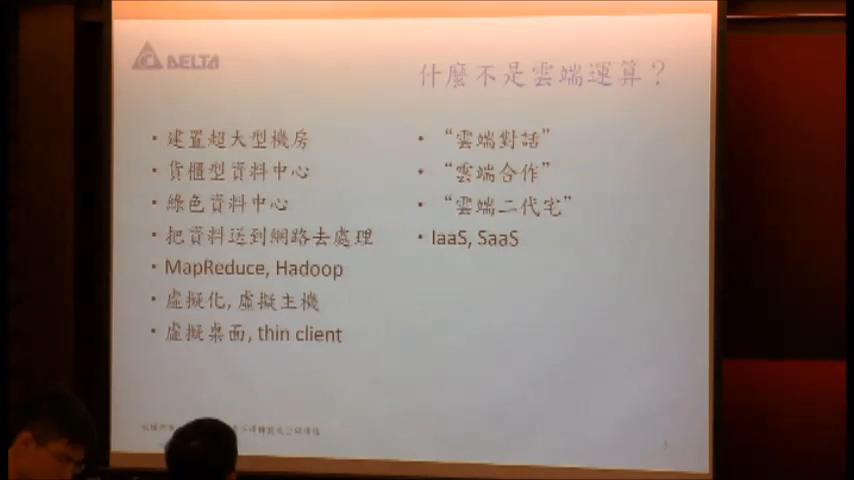 DELTA
什麼不是雲端運算？
• 建置超大型機房
• 貨櫃型資料中心
• 綠色資料中心
• 把資料送到網路去處理
• MapReduce, Hadoop
• 虛擬化, 虛擬主機
• 虛擬桌面, thin client
• “雲端對話”
• “雲端合作”
• “雲端二代宅”
• IaaS, SaaS